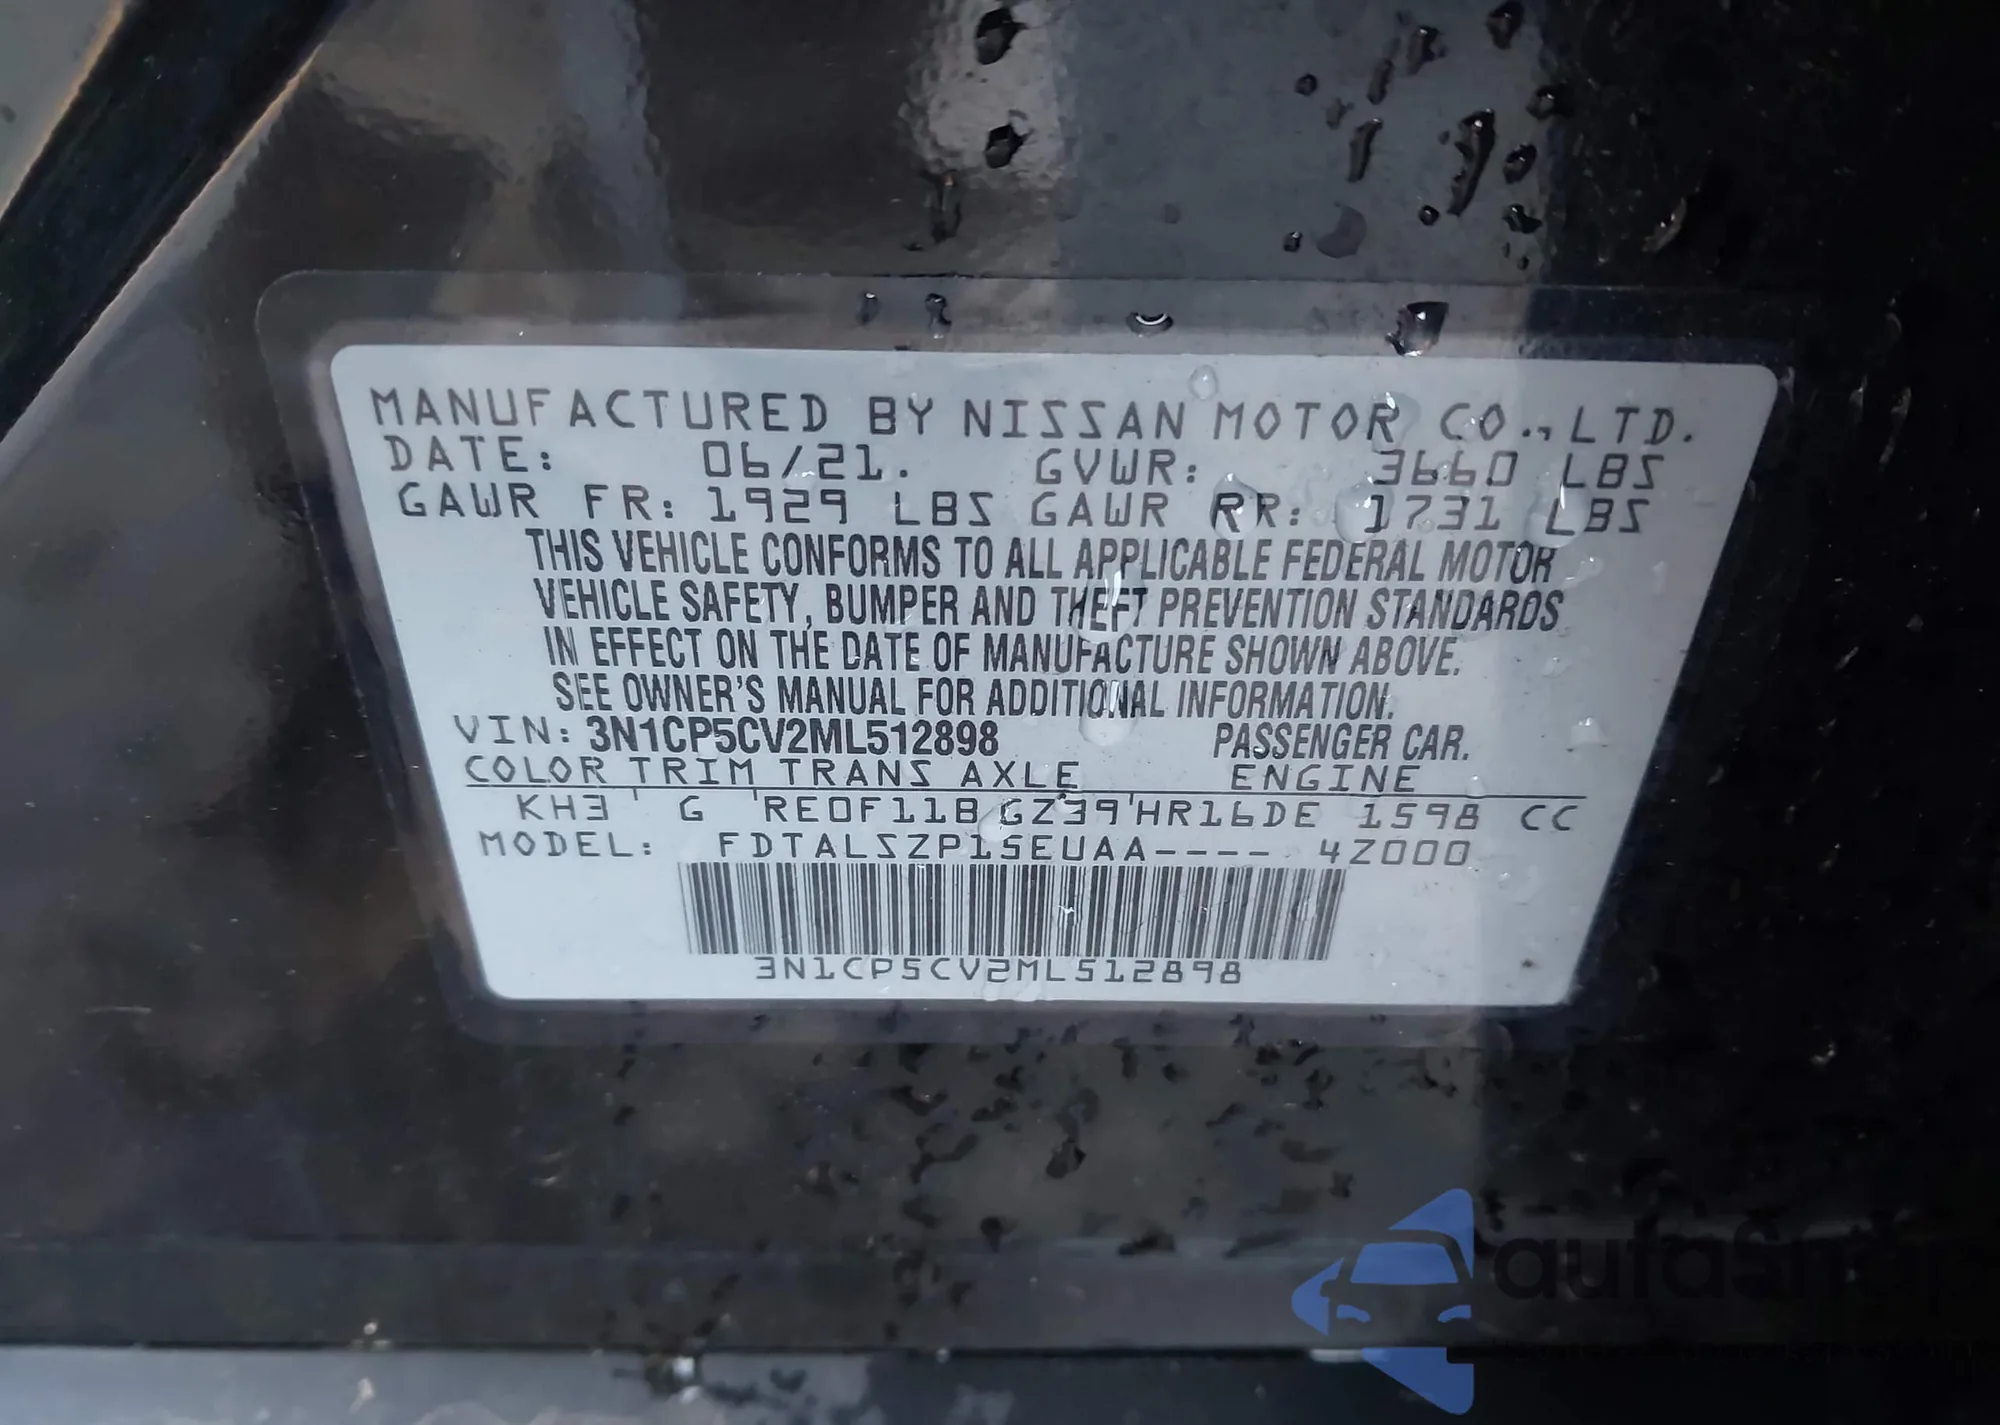 MANUFACTURED BY NISSAN MOTOR CO., LTD.
DATE: 06/21. GVWR: 3660 LBS
GAWR FR: 1929 LBS GAWR RR: 1731 LBS
THIS VEHICLE CONFORMS TO ALL APPLICABLE FEDERAL MOTOR
VEHICLE SAFETY, BUMPER AND THEFT PREVENTION STANDARDS
IN EFFECT ON THE DATE OF MANUFACTURE SHOWN ABOVE.
SEE OWNER'S MANUAL FOR ADDITIONAL INFORMATION.
VIN: 3N1CP5CV2ML512898 PASSENGER CAR.
COLOR TRIM TRANS AXLE ENGINE
KH3 ' G 'RE0F11B GZ39'HR16DE 1598 CC
MODEL: FDTALSZP15EUAA---- 4Z000
3N1CP5CV2ML512898